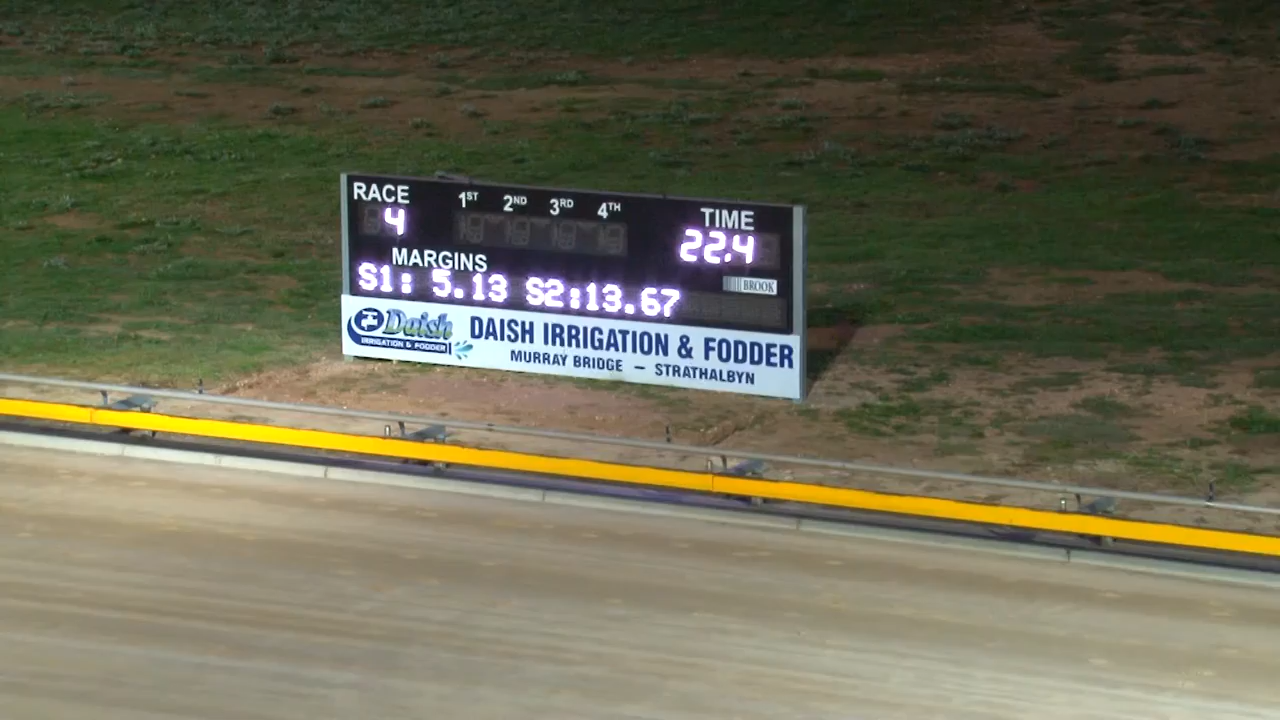 RACE 1ST 2ND 3RD 4TH TIME
4 22.4
MARGINS
S1: 5.13 S2:13.67
BROOK
Daish
IRRIGATION & FODDER
DAISH IRRIGATION & FODDER
MURRAY BRIDGE – STRATHALBYN